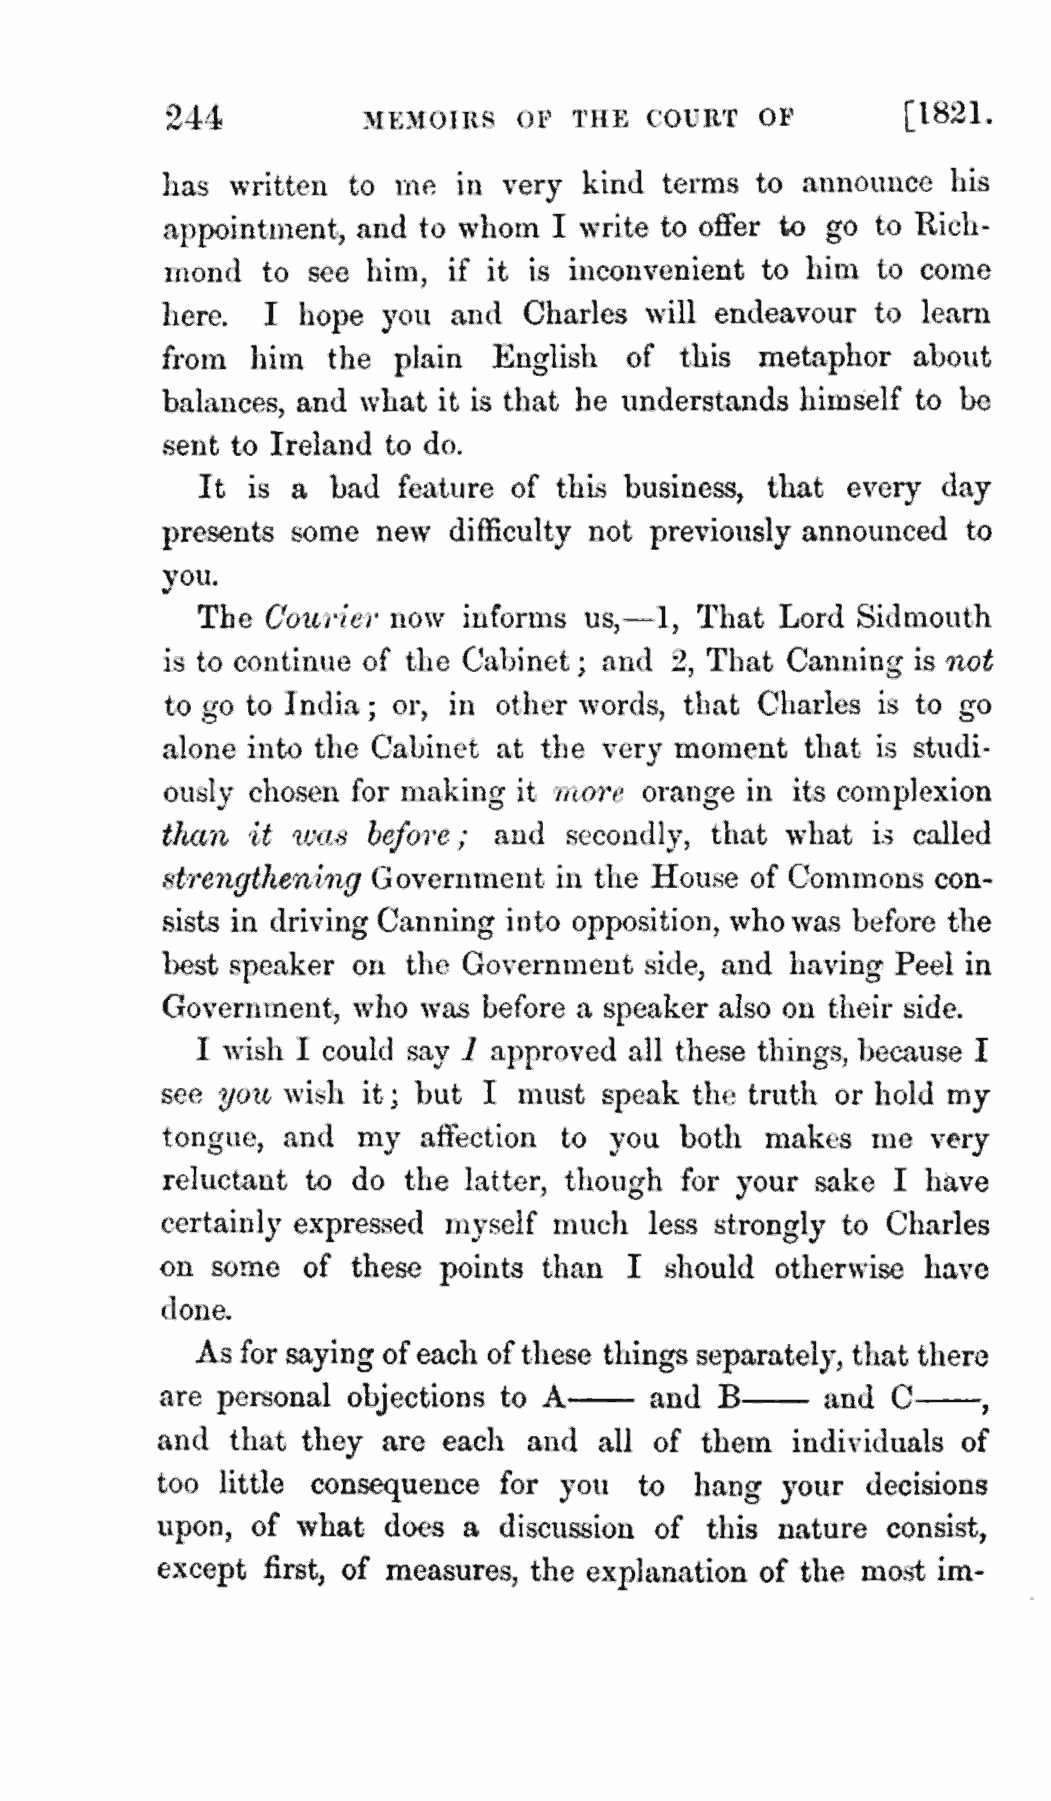 244 MEMOIRS OF THE COURT OF [1821.
has written to me in very kind terms to announce his
appointment, and to whom I write to offer to go to Rich-
mond to see him, if it is inconvenient to him to come
here. I hope you and Charles will endeavour to learn
from him the plain English of this metaphor about
balances, and what it is that he understands himself to be
sent to Ireland to do.
It is a bad feature of this business, that every day
presents some new difficulty not previously announced to
you.
The Courier now informs us,—1, That Lord Sidmouth
is to continue of the Cabinet; and 2, That Canning is not
to go to India; or, in other words, that Charles is to go
alone into the Cabinet at the very moment that is studi-
ously chosen for making it more orange in its complexion
than it was before; and secondly, that what is called
strengthening Government in the House of Commons con-
sists in driving Canning into opposition, who was before the
best speaker on the Government side, and having Peel in
Government, who was before a speaker also on their side.
I wish I could say I approved all these things, because I
see you wish it; but I must speak the truth or hold my
tongue, and my affection to you both makes me very
reluctant to do the latter, though for your sake I have
certainly expressed myself much less strongly to Charles
on some of these points than I should otherwise have
done.
As for saying of each of these things separately, that there
are personal objections to A—— and B—— and C——,
and that they are each and all of them individuals of
too little consequence for you to hang your decisions
upon, of what does a discussion of this nature consist,
except first, of measures, the explanation of the most im-